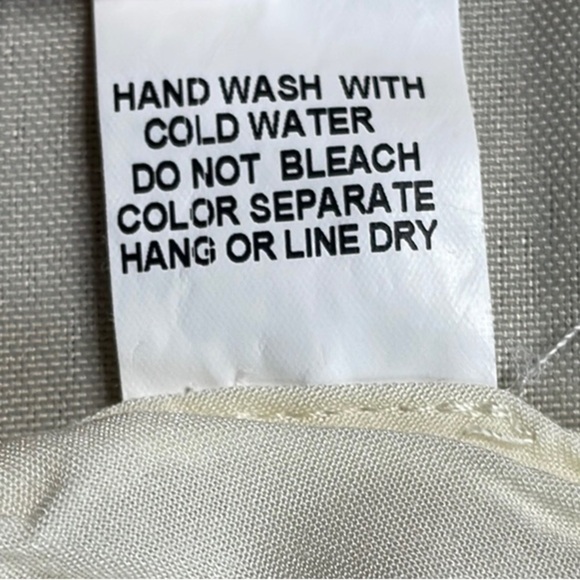 HAND WASH WITH
COLD WATER
DO NOT BLEACH
COLOR SEPARATE
HANG OR LINE DRY